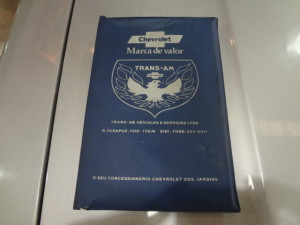 Chevrolet
Marca de valor
TRANS-AM
TRANS-AM VEÍCULOS E SERVIÇOS LTDA.
O SEU CONCESSIONÁRIO CHEVROLET DOS JARDINS